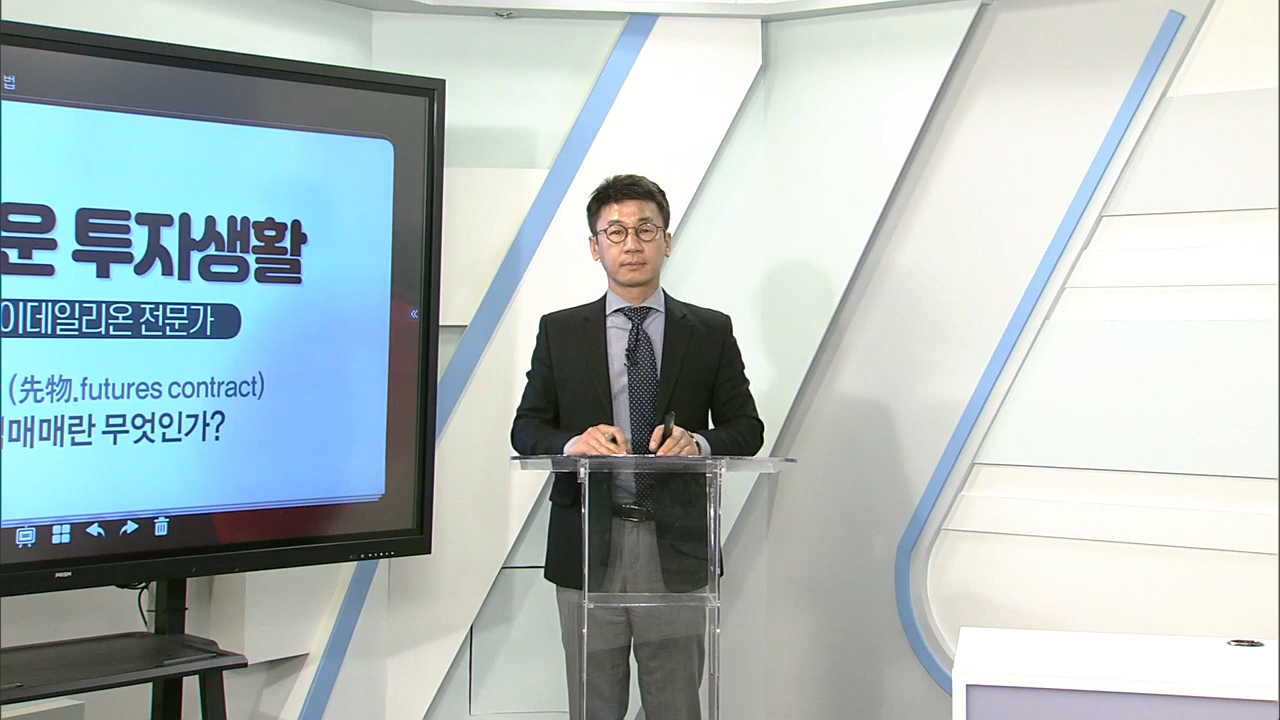 법
운 투자생활
이데일리온 전문가
(先物.futures contract)
매매란 무엇인가?
PRISM